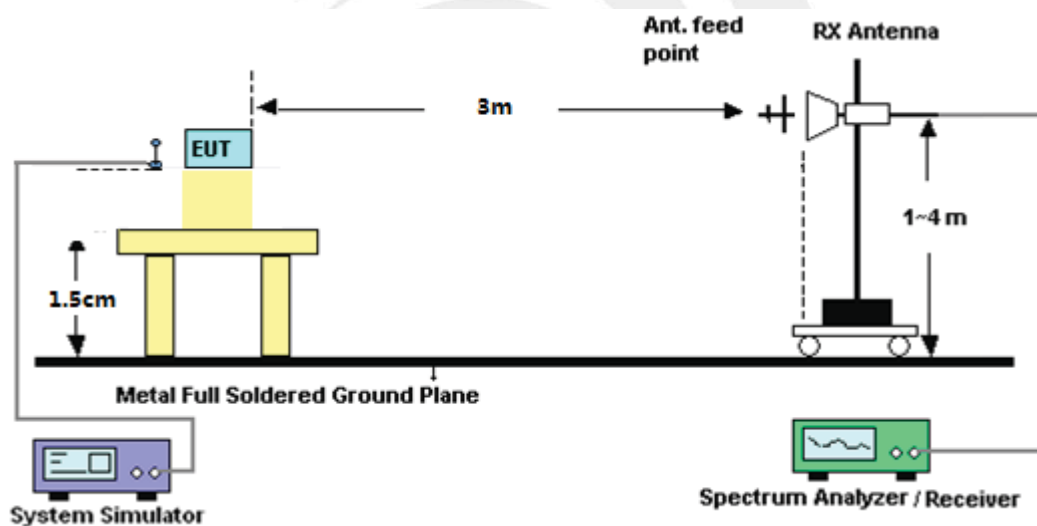 Ant. feed
point
RX Antenna
3m
EUT
1~4 m
1.5cm
Metal Full Soldered Ground Plane
System Simulator
Spectrum Analyzer / Receiver